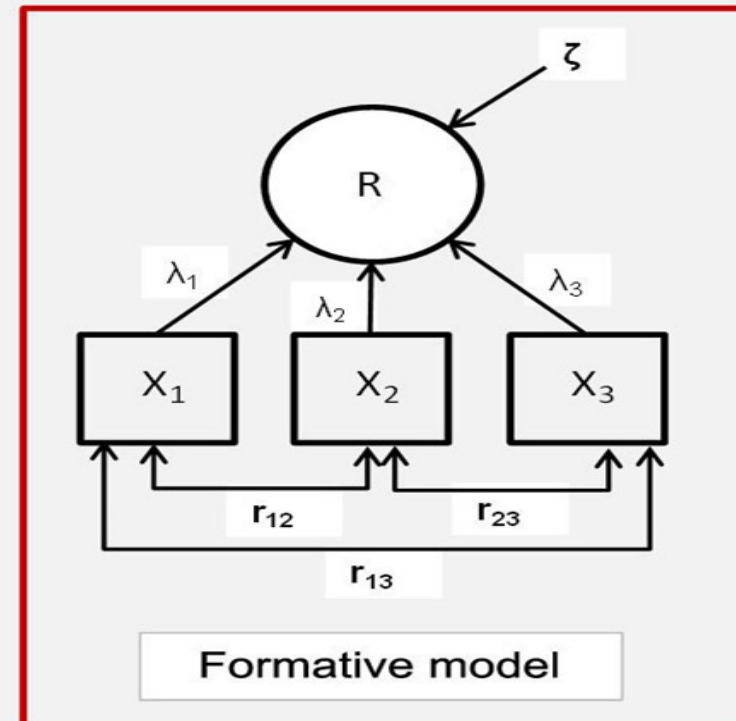 ζ
R
λ₁
λ₂
λ₃
X₁ X₂ X₃
r₁₂
r₂₃
r₁₃
Formative model